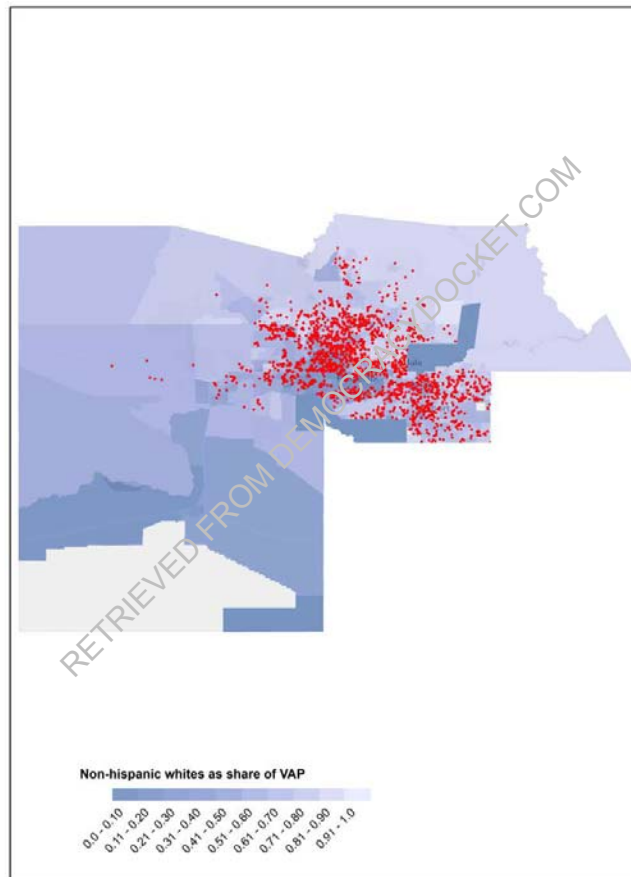 RETRIEVED FROM DEMOCRACYDOCKET.COM
Non-hispanic whites as share of VAP
0.0 - 0.10
0.11 - 0.20
0.21 - 0.30
0.31 - 0.40
0.41 - 0.50
0.51 - 0.60
0.61 - 0.70
0.71 - 0.80
0.81 - 0.90
0.91 - 1.0